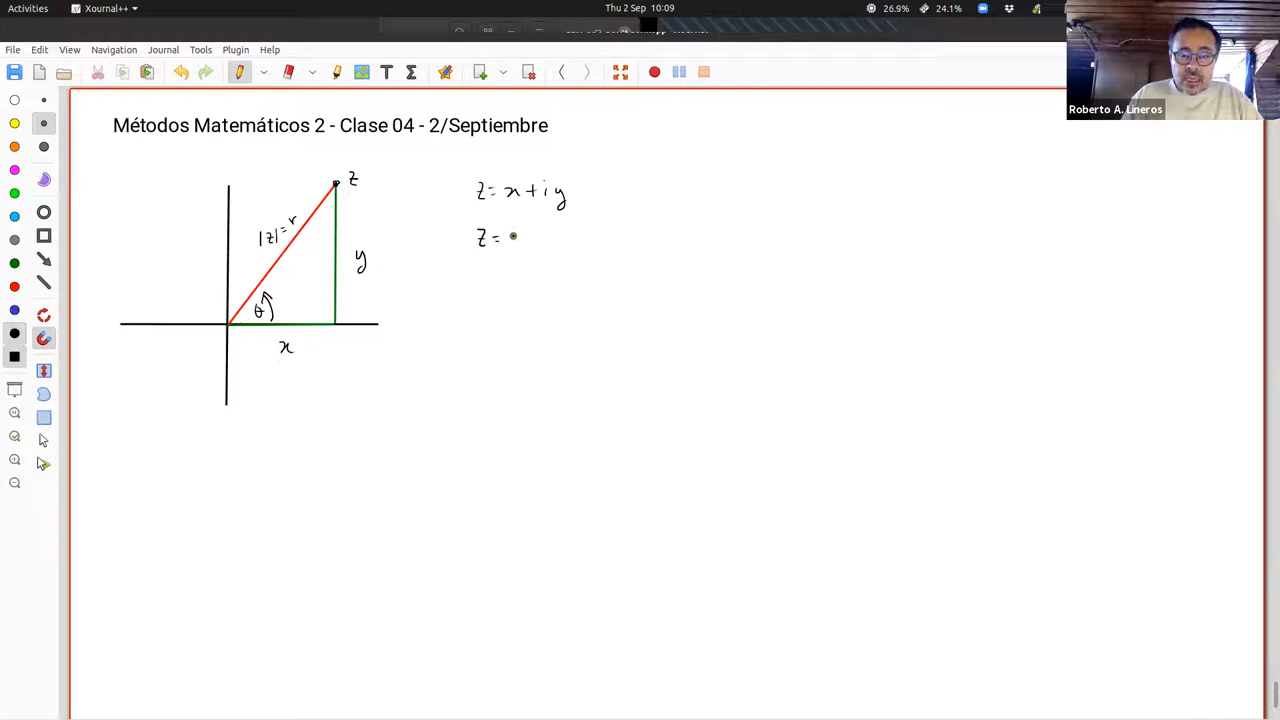 Activities
Xournal++
Thu 2 Sep 10:09
26.9%
24.1%
File Edit View Navigation Journal Tools Plugin Help
Roberto A. Lineros
Métodos Matemáticos 2 - Clase 04 - 2/Septiembre
z
|z|=r
θ
y
x
z = x + i y
z =